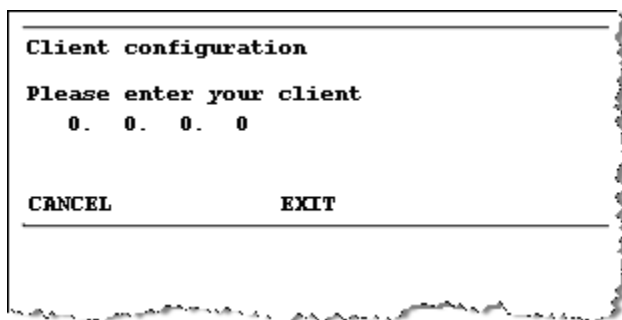 Client configuration
Please enter your client
0. 0. 0. 0
CANCEL EXIT